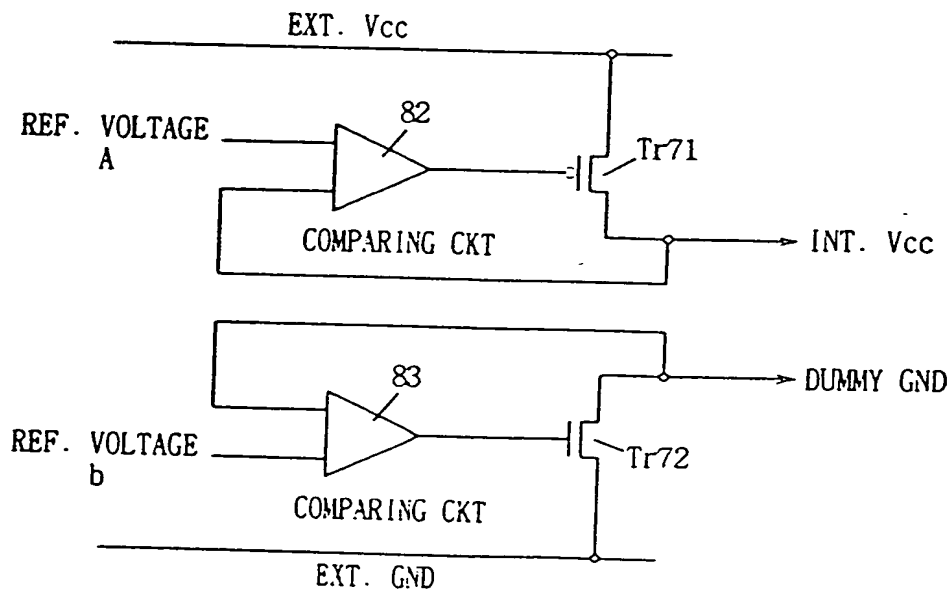 EXT. Vcc
82
REF. VOLTAGE
A
Tr71
COMPARING CKT
INT. Vcc
83
DUMMY GND
REF. VOLTAGE
b
Tr72
COMPARING CKT
EXT. GND